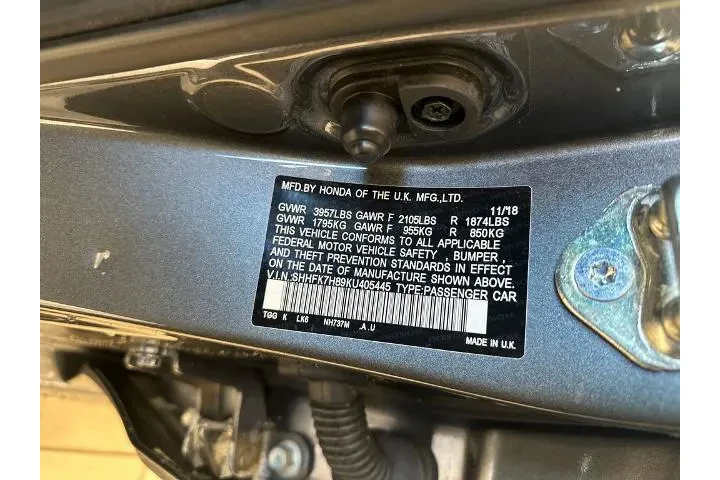 MFD.BY HONDA OF THE U.K. MFG.,LTD. 11/18
GVWR 3957LBS GAWR F 2105LBS R 1874LBS
GVWR 1795KG GAWR F 955KG R 850KG
THIS VEHICLE CONFORMS TO ALL APPLICABLE
FEDERAL MOTOR VEHICLE SAFETY , BUMPER ,
AND THEFT PREVENTION STANDARDS IN EFFECT
ON THE DATE OF MANUFACTURE SHOWN ABOVE.
V.I.N.:SHHFK7H89KU405445 TYPE:PASSENGER CAR
TGG K LK6 NH737M .A.U
MADE IN U.K.